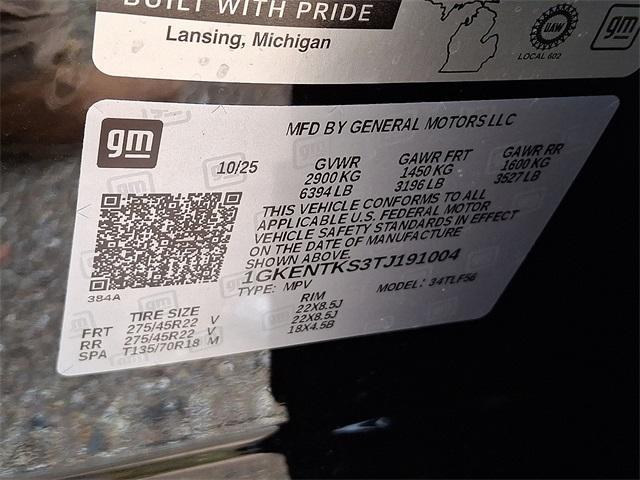 BUILT WITH PRIDE
Lansing, Michigan
UAW
LOCAL 602
gm
gm
MFD BY GENERAL MOTORS LLC
10/25
GVWR GAWR FRT GAWR RR
2900 KG 1450 KG 1600 KG
6394 LB 3196 LB 3527 LB
THIS VEHICLE CONFORMS TO ALL
APPLICABLE U.S. FEDERAL MOTOR
VEHICLE SAFETY STANDARDS IN EFFECT
ON THE DATE OF MANUFACTURE
SHOWN ABOVE.
1GKENTKS3TJ191004
TYPE: MPV MODEL: 34TLF56
384A
TIRE SIZE RIM
FRT 275/45R22 V 22X8.5J
RR 275/45R22 V 22X8.5J
SPA T135/70R18 M 18X4.5B